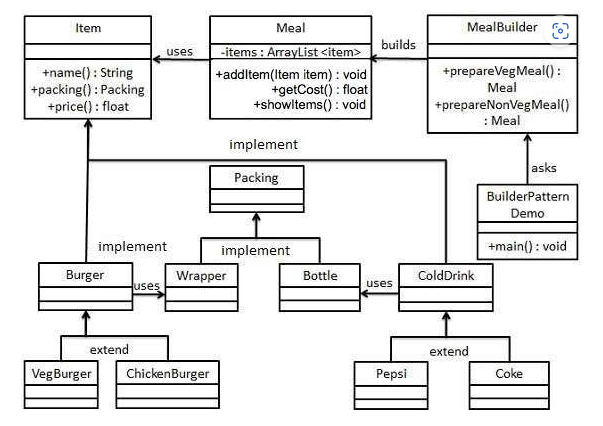 Item
+name() : String
+packing() : Packing
+price() : float
uses
Meal
-items : ArrayList <item>
+addItem(Item item) : void
+getCost() : float
+showItems() : void
builds
MealBuilder
+prepareVegMeal() :
Meal
+prepareNonVegMeal()
: Meal
asks
BuilderPattern
Demo
+main() : void
implement
Packing
implement
implement
Burger
uses
Wrapper
Bottle
uses
ColdDrink
extend
extend
VegBurger
ChickenBurger
Pepsi
Coke